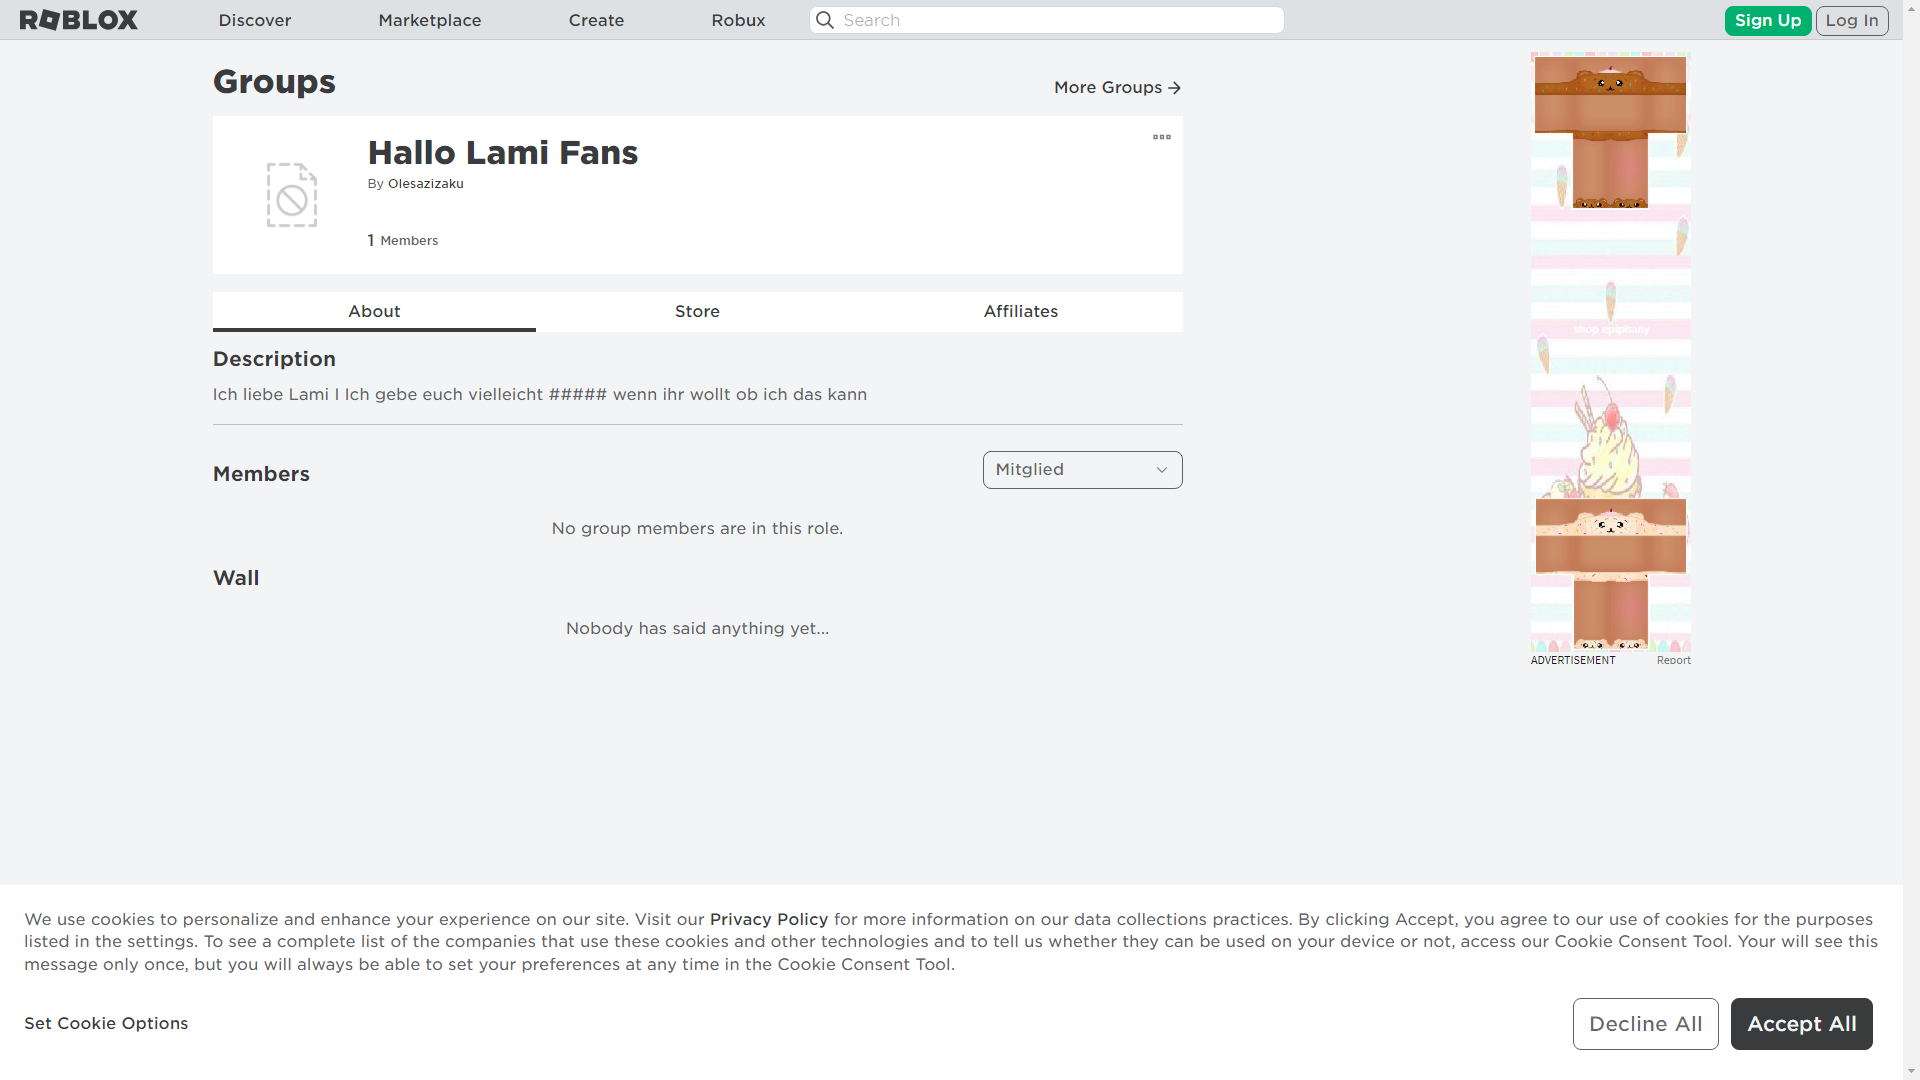 ROBLOX Discover Marketplace Create Robux Search Sign Up Log In
Groups
More Groups
Hallo Lami Fans
By Olesazizaku
1 Members
About Store Affiliates
Description
Ich liebe Lami I Ich gebe euch vielleicht ##### wenn ihr wollt ob ich das kann
Members
Mitglied
No group members are in this role.
Wall
Nobody has said anything yet...
shop epiphany
ADVERTISEMENT Report
We use cookies to personalize and enhance your experience on our site. Visit our Privacy Policy for more information on our data collections practices. By clicking Accept, you agree to our use of cookies for the purposes
listed in the settings. To see a complete list of the companies that use these cookies and other technologies and to tell us whether they can be used on your device or not, access our Cookie Consent Tool. Your will see this
message only once, but you will always be able to set your preferences at any time in the Cookie Consent Tool.
Set Cookie Options
Decline All
Accept All